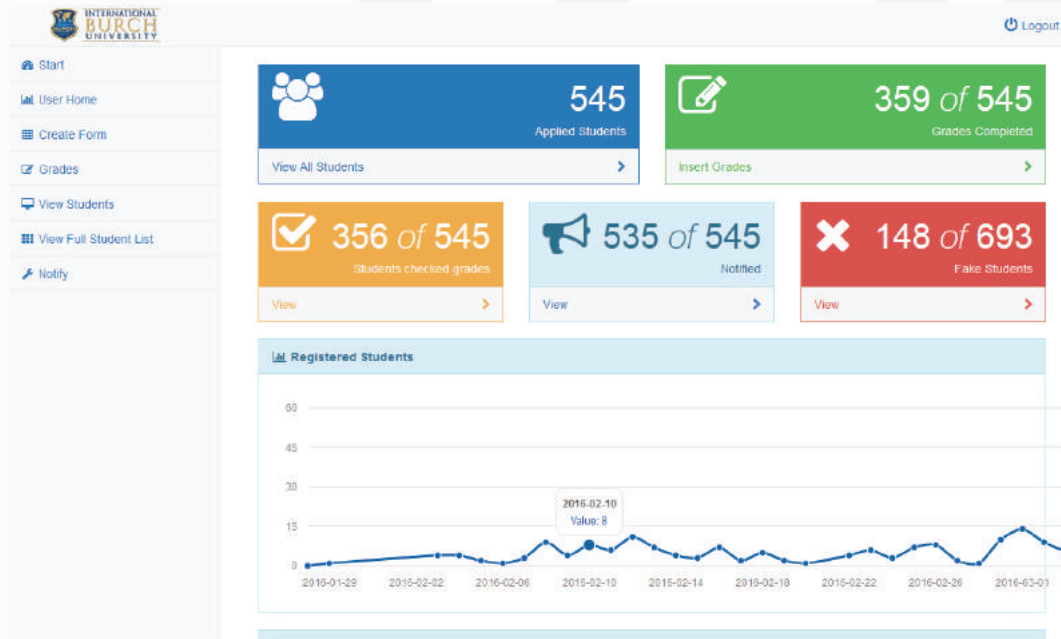 INTERNATIONAL
BURCH
UNIVERSITY
Logout
Start
User Home
Create Form
Grades
View Students
View Full Student List
Notify
545
Applied Students
View All Students
359 of 545
Grades Completed
Insert Grades
356 of 545
Students checked grades
View
535 of 545
Notified
View
148 of 693
Fake Students
View
Registered Students
60
45
30
15
0
2016-02-10
Value: 8
2016-01-29 2016-02-02 2016-02-06 2016-02-10 2016-02-14 2016-02-18 2016-02-22 2016-02-26 2016-03-01